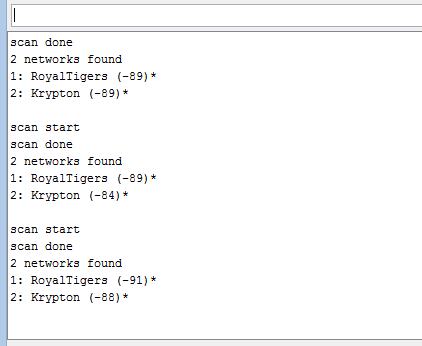 scan done
2 networks found
1: RoyalTigers (-89)*
2: Krypton (-89)*
scan start
scan done
2 networks found
1: RoyalTigers (-89)*
2: Krypton (-84)*
scan start
scan done
2 networks found
1: RoyalTigers (-91)*
2: Krypton (-88)*